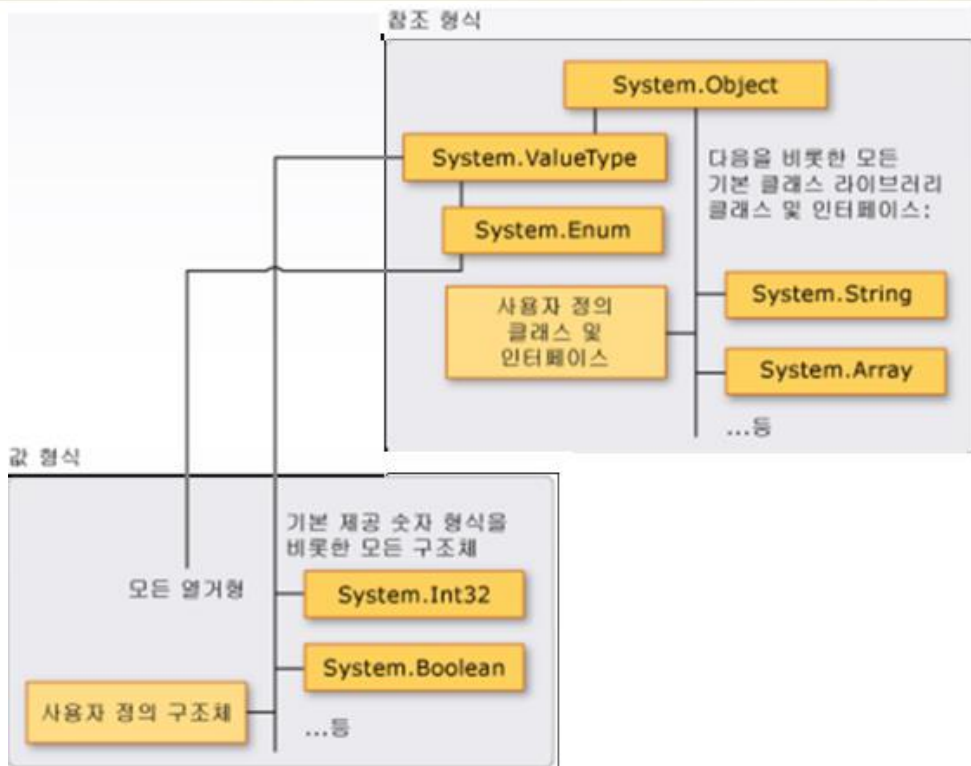 참조 형식
System.Object
System.ValueType
다음을 비롯한 모든
기본 클래스 라이브러리
클래스 및 인터페이스:
System.Enum
System.String
사용자 정의
클래스 및
인터페이스
System.Array
...등
값 형식
기본 제공 숫자 형식을
비롯한 모든 구조체
모든 열거형
System.Int32
System.Boolean
사용자 정의 구조체
...등